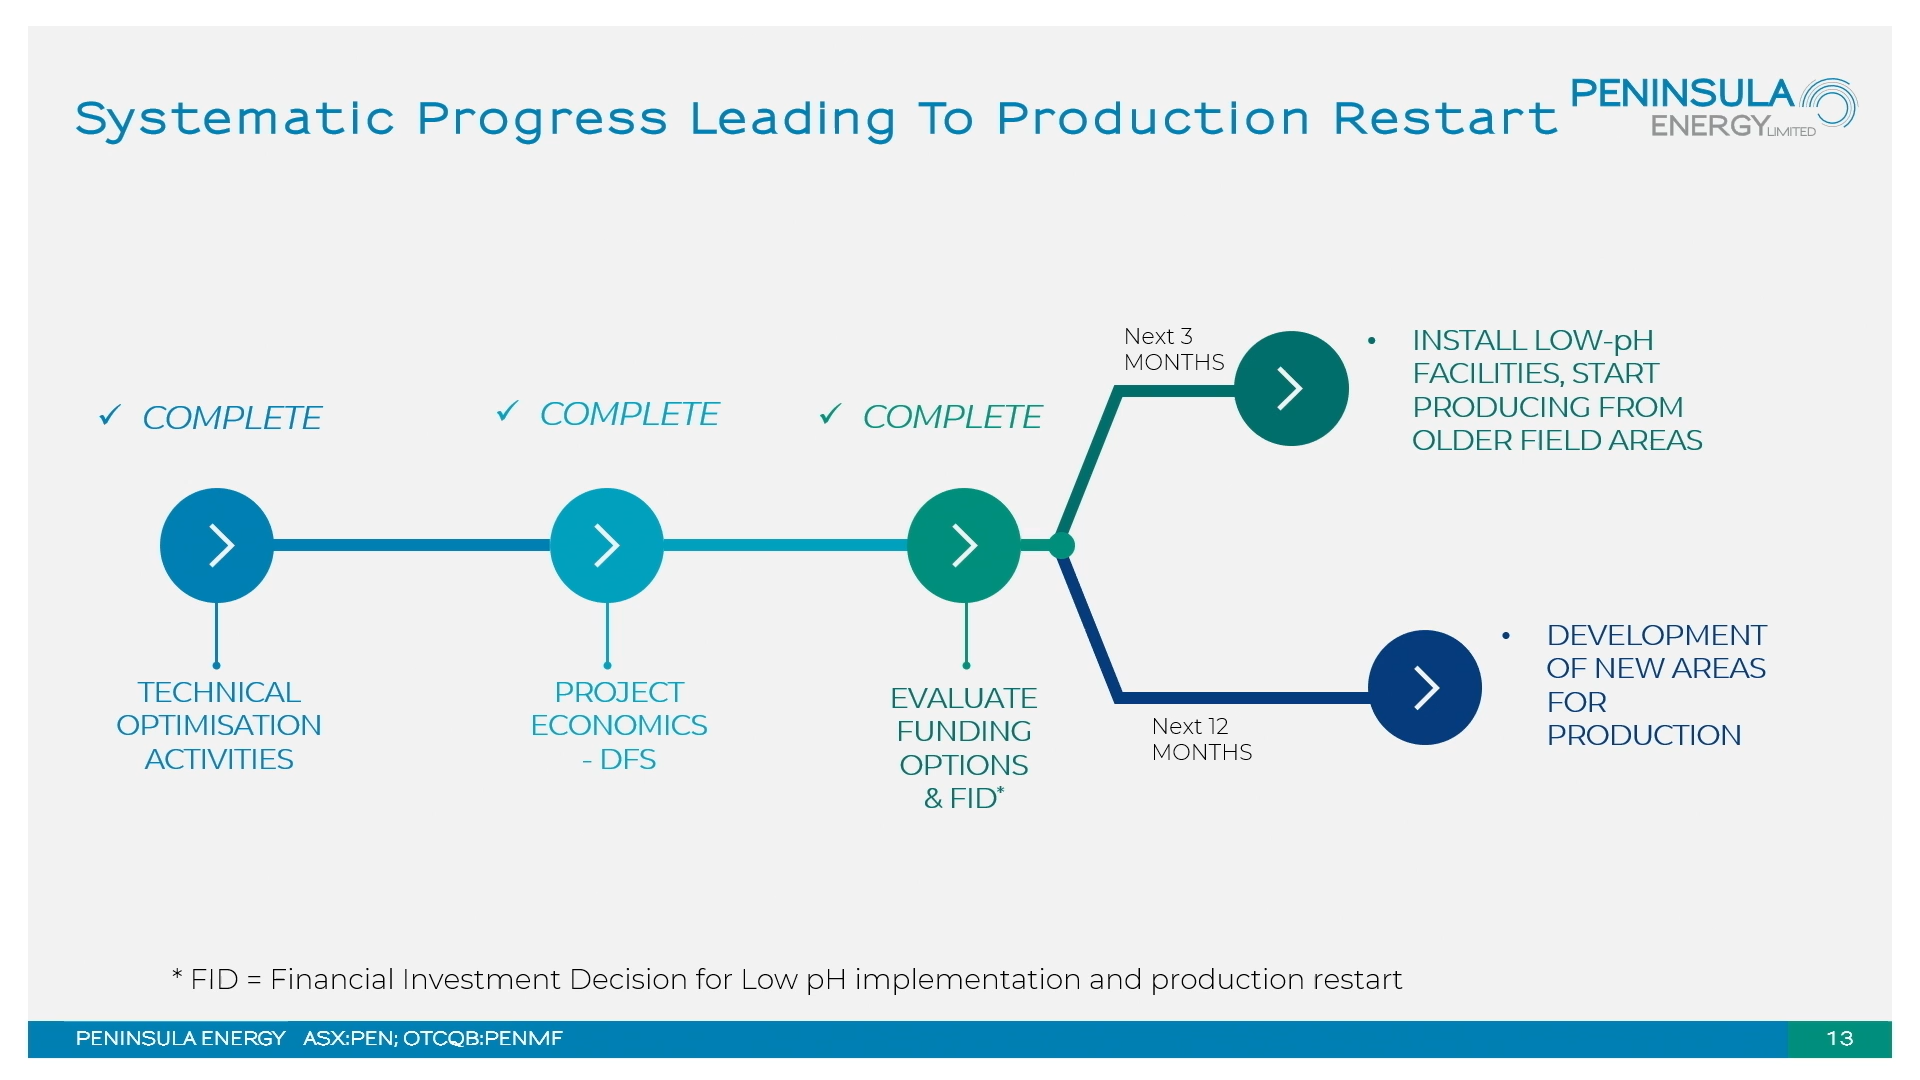 Systematic Progress Leading To Production Restart
PENINSULA
ENERGY LIMITED
Next 3
MONTHS
• INSTALL LOW-pH
FACILITIES, START
PRODUCING FROM
OLDER FIELD AREAS
✓ COMPLETE
✓ COMPLETE
✓ COMPLETE
TECHNICAL
OPTIMISATION
ACTIVITIES
PROJECT
ECONOMICS
- DFS
EVALUATE
FUNDING
OPTIONS
& FID*
• DEVELOPMENT
OF NEW AREAS
FOR
PRODUCTION
Next 12
MONTHS
* FID = Financial Investment Decision for Low pH implementation and production restart
PENINSULA ENERGY ASX:PEN; OTCQB:PENMF
13